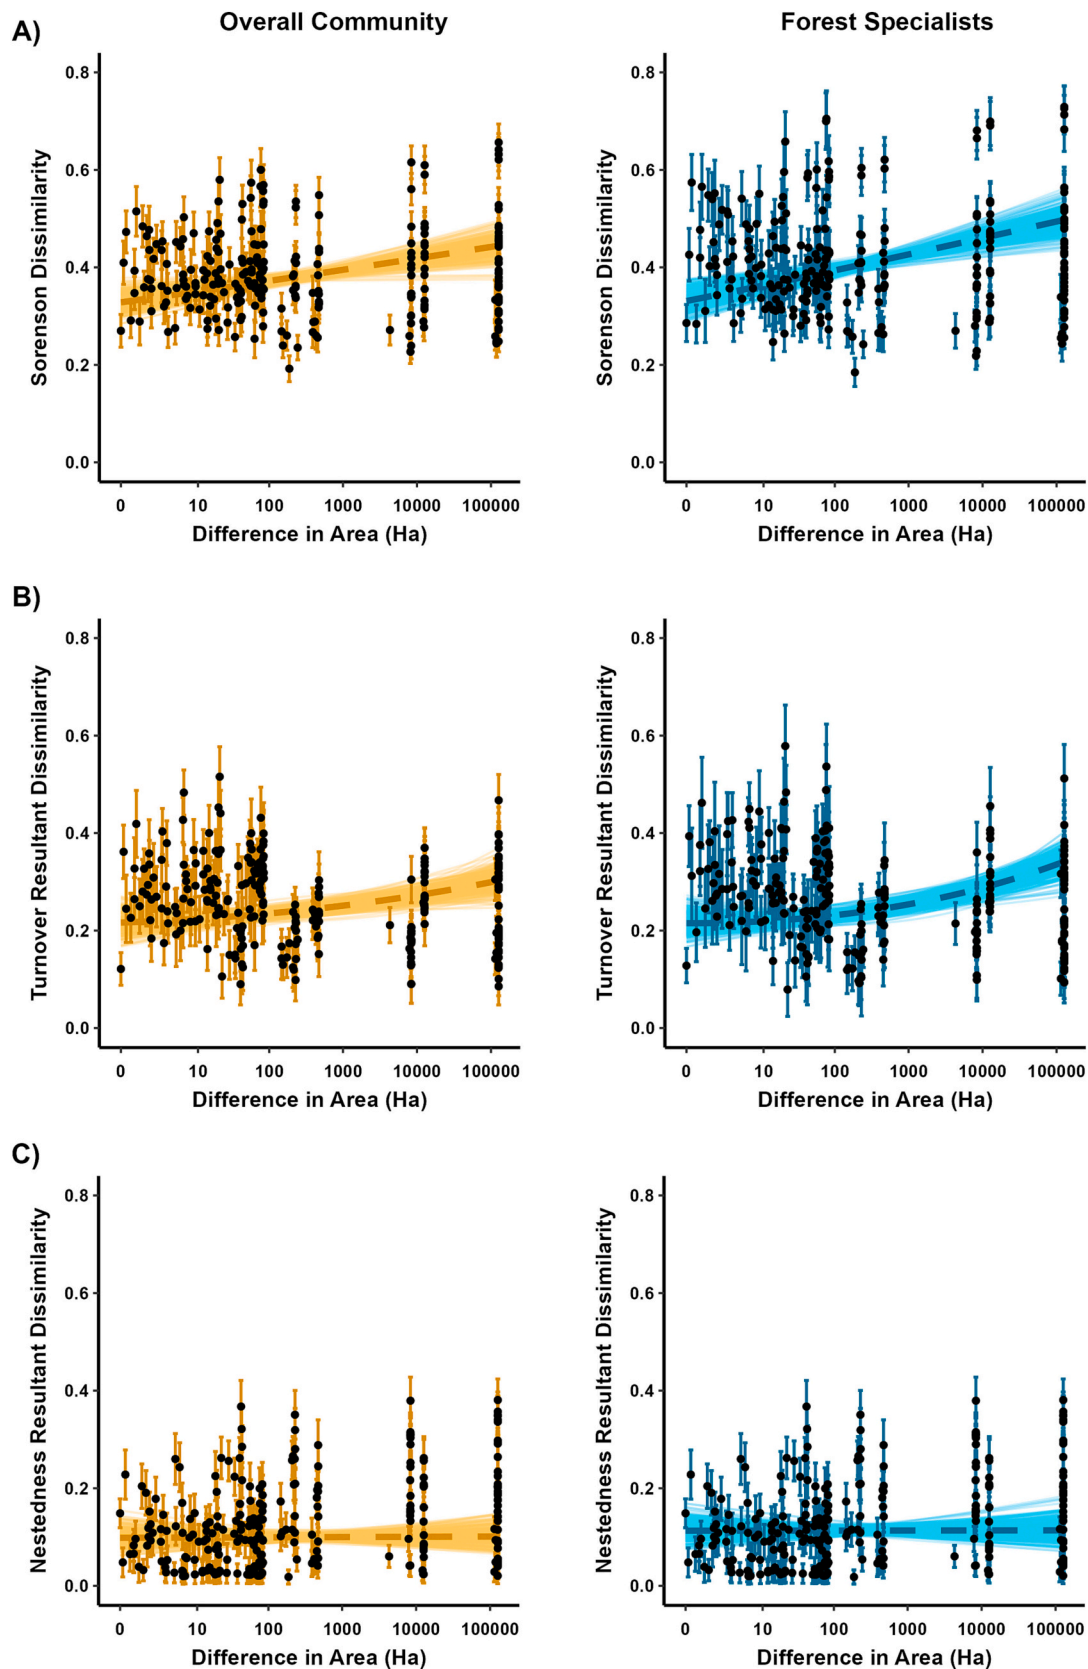 A)
Overall Community
Forest Specialists
Sorenson Dissimilarity
0.8
0.6
0.4
0.2
0.0
0 10 100 1000 10000 100000
Difference in Area (Ha)
Sorenson Dissimilarity
0.8
0.6
0.4
0.2
0.0
0 10 100 1000 10000 100000
Difference in Area (Ha)
B)
Turnover Resultant Dissimilarity
0.8
0.6
0.4
0.2
0.0
0 10 100 1000 10000 100000
Difference in Area (Ha)
Turnover Resultant Dissimilarity
0.8
0.6
0.4
0.2
0.0
0 10 100 1000 10000 100000
Difference in Area (Ha)
C)
Nestedness Resultant Dissimilarity
0.8
0.6
0.4
0.2
0.0
0 10 100 1000 10000 100000
Difference in Area (Ha)
Nestedness Resultant Dissimilarity
0.8
0.6
0.4
0.2
0.0
0 10 100 1000 10000 100000
Difference in Area (Ha)